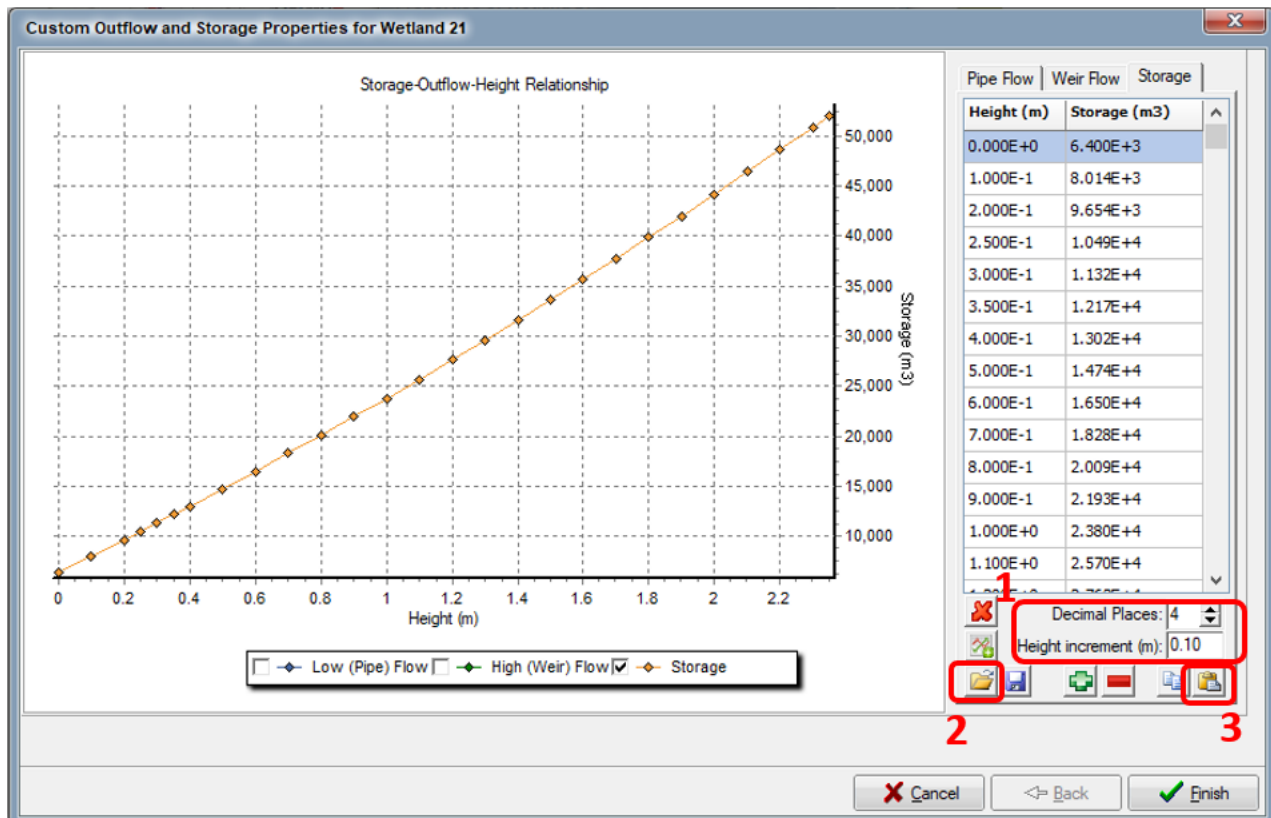 Custom Outflow and Storage Properties for Wetland 21
Storage-Outflow-Height Relationship
50,000
45,000
40,000
35,000
30,000
25,000
20,000
15,000
10,000
Storage (m3)
0 0.2 0.4 0.6 0.8 1 1.2 1.4 1.6 1.8 2 2.2
Height (m)
Low (Pipe) Flow High (Weir) Flow Storage
Pipe Flow Weir Flow Storage
Height (m) Storage (m3)
0.000E+0 6.400E+3
1.000E-1 8.014E+3
2.000E-1 9.654E+3
2.500E-1 1.049E+4
3.000E-1 1.132E+4
3.500E-1 1.217E+4
4.000E-1 1.302E+4
5.000E-1 1.474E+4
6.000E-1 1.650E+4
7.000E-1 1.828E+4
8.000E-1 2.009E+4
9.000E-1 2.193E+4
1.000E+0 2.380E+4
1.100E+0 2.570E+4
1
Decimal Places: 4
Height increment (m): 0.10
2
3
Cancel
<= Back
Finish